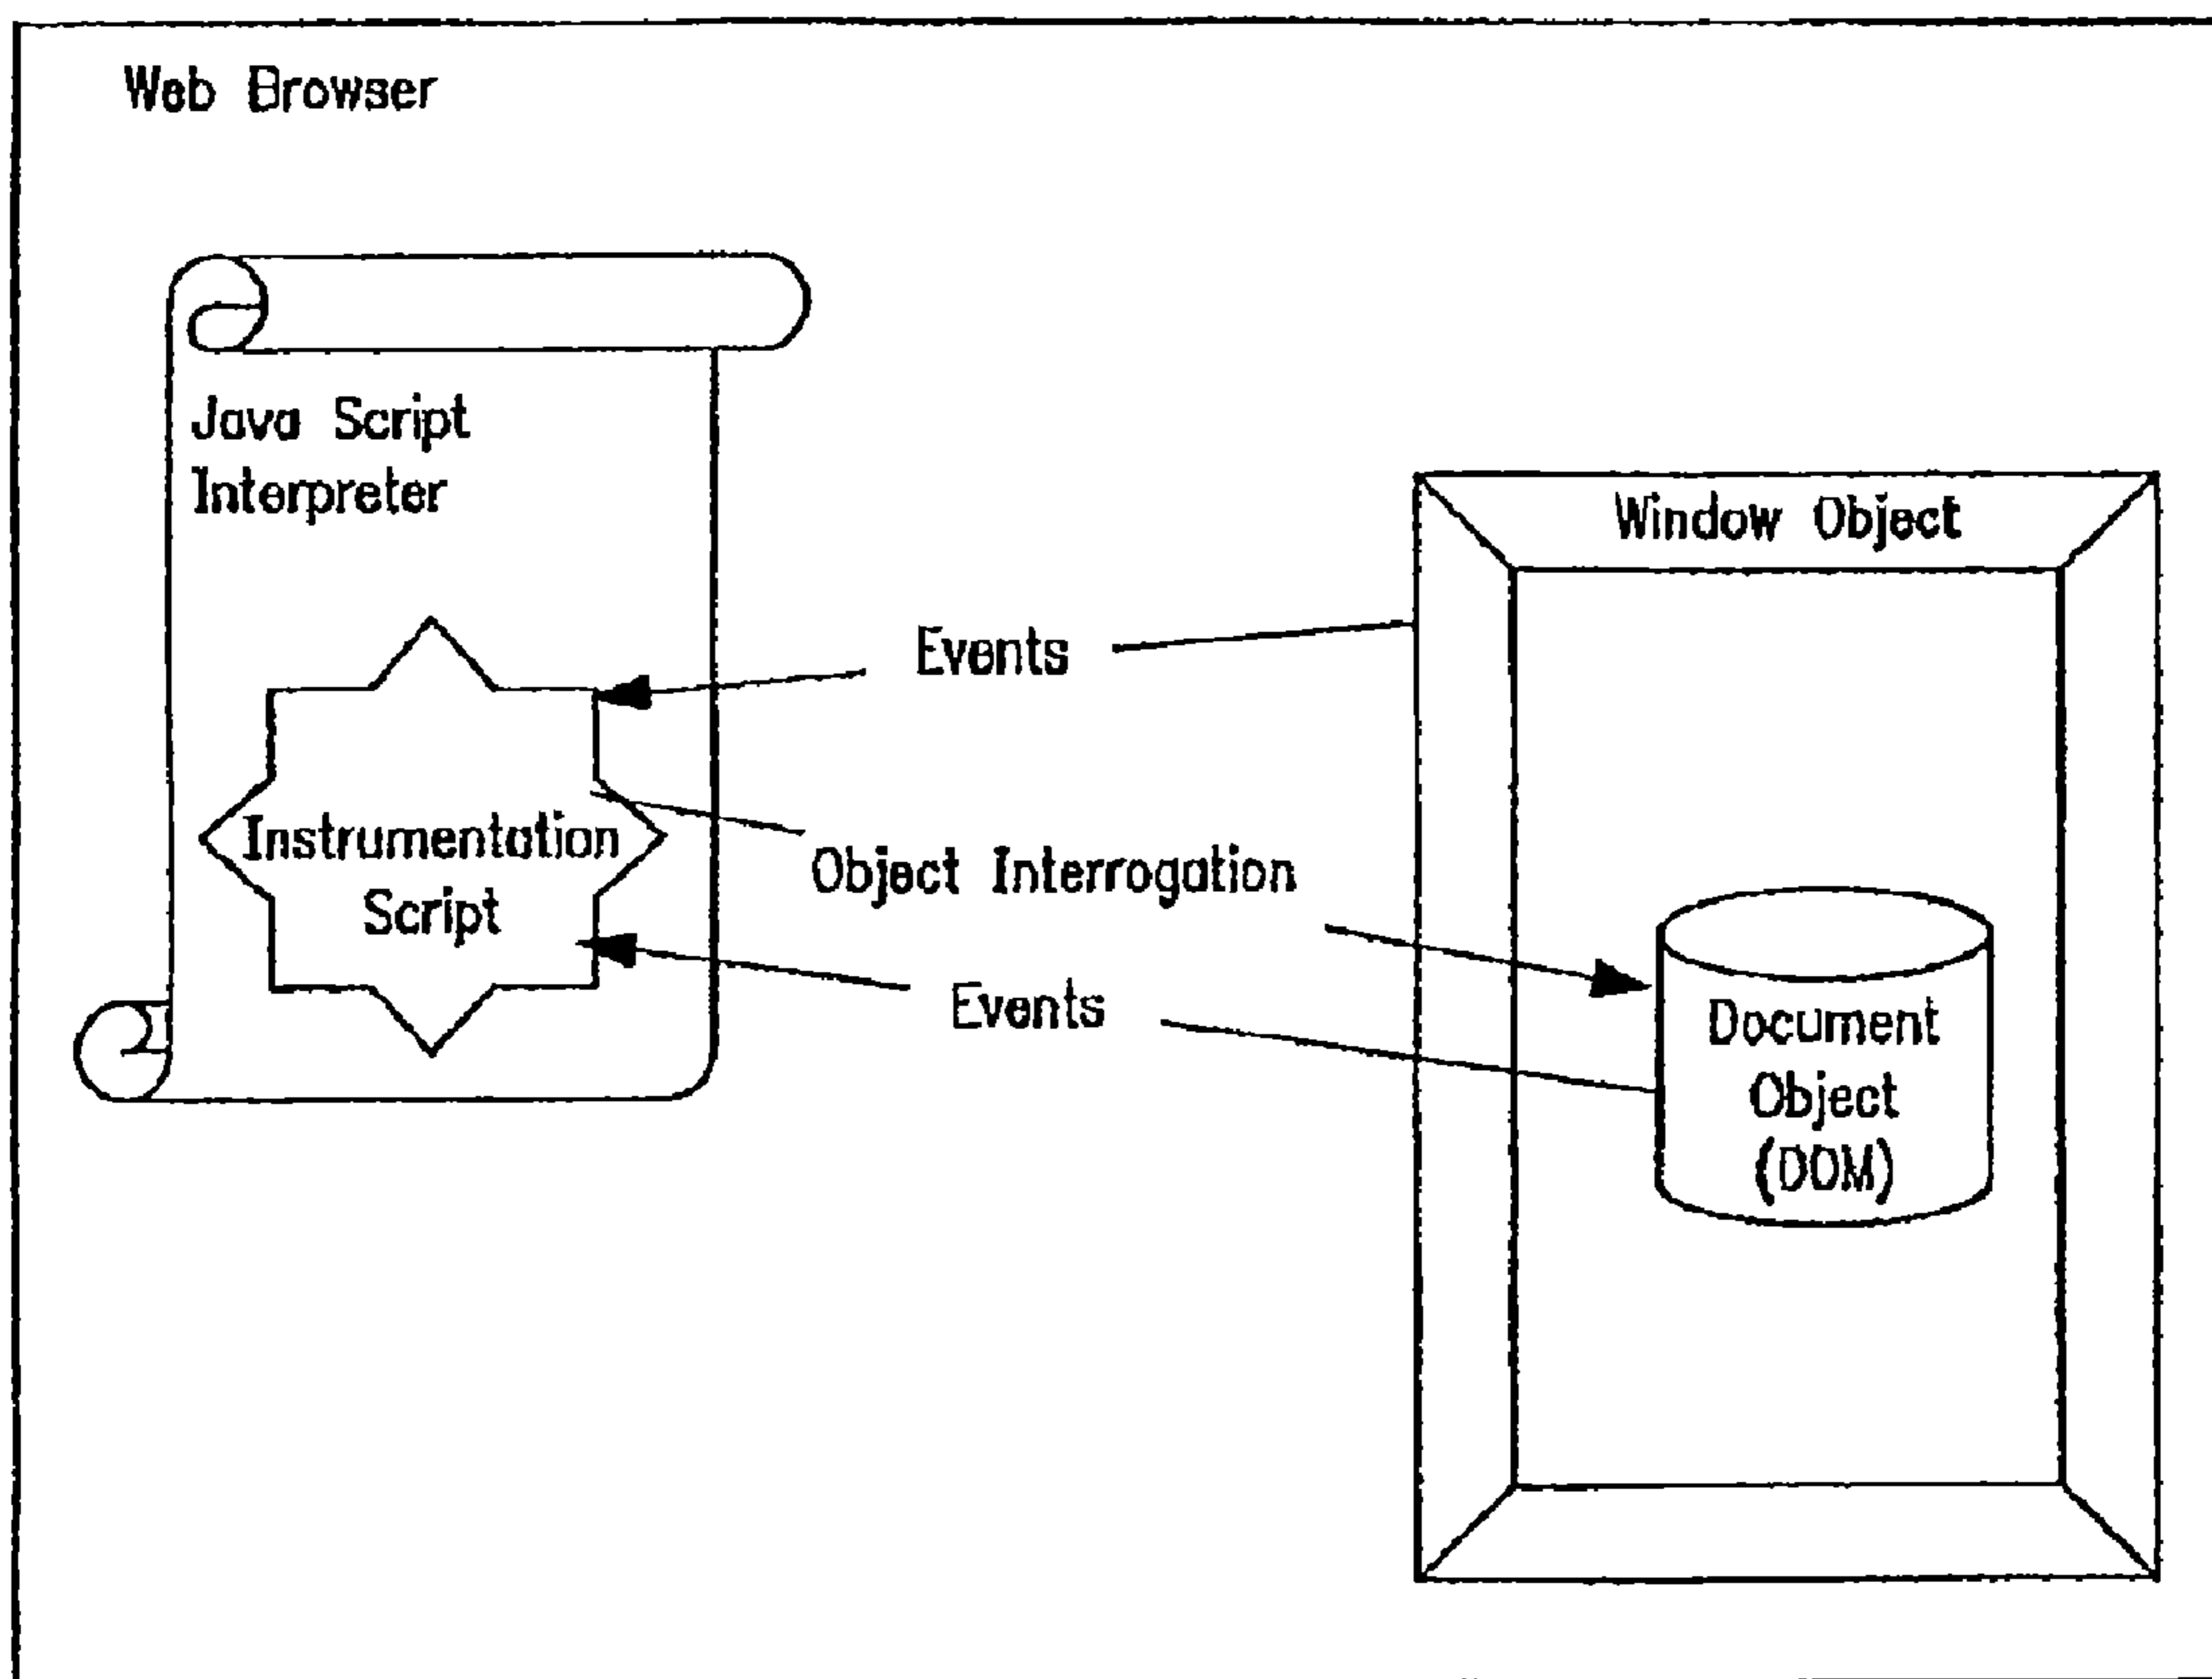 Web Browser
Java Script
Interpreter
Window Object
Events
Instrumentation
Script
Object Interrogation
Events
Document
Object
(DOM)